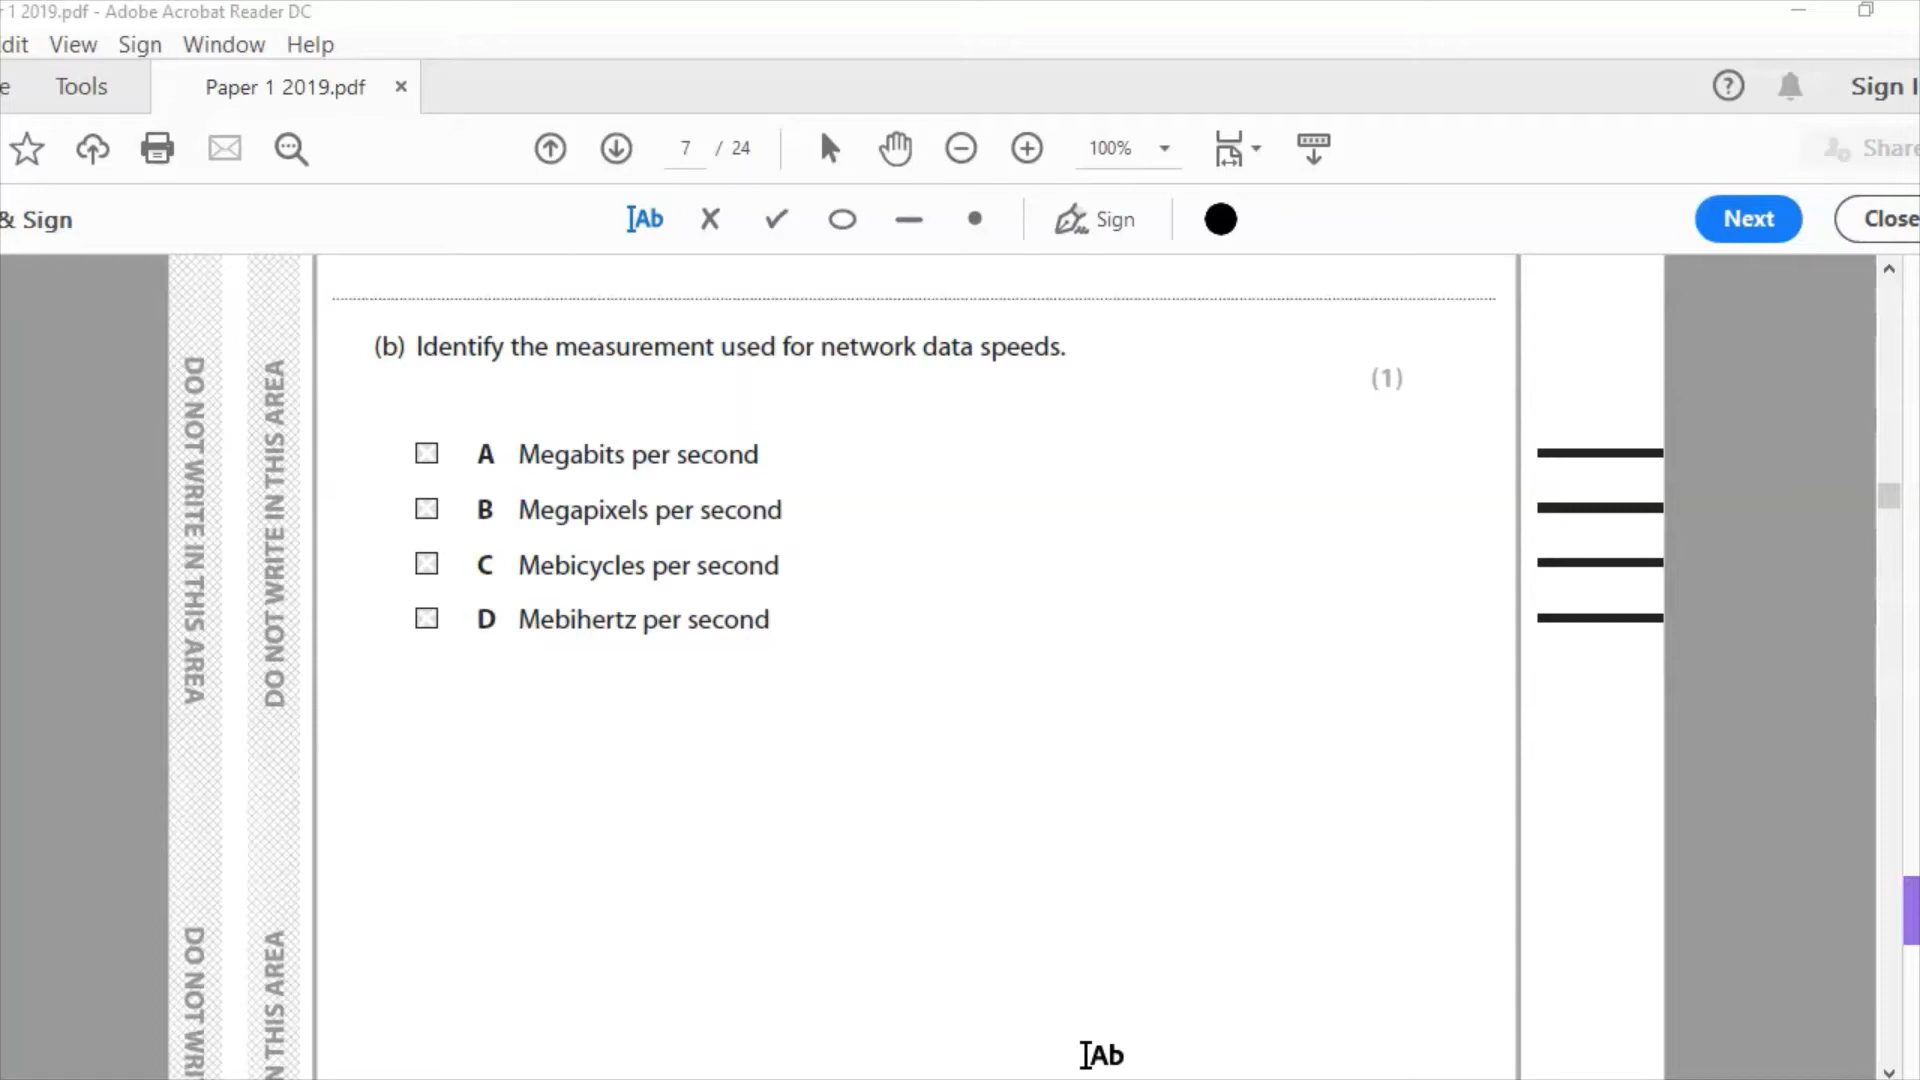 r 1 2019.pdf - Adobe Acrobat Reader DC
dit View Sign Window Help
e Tools Paper 1 2019.pdf × Sign I
7 / 24 100% Share
& Sign Ab Sign Next Close
(b) Identify the measurement used for network data speeds.
(1)
A Megabits per second
B Megapixels per second
C Mebicycles per second
D Mebihertz per second
DO NOT WRITE IN THIS AREA
DO NOT WRITE IN THIS AREA
DO NOT WRI
N THIS AREA
Ab